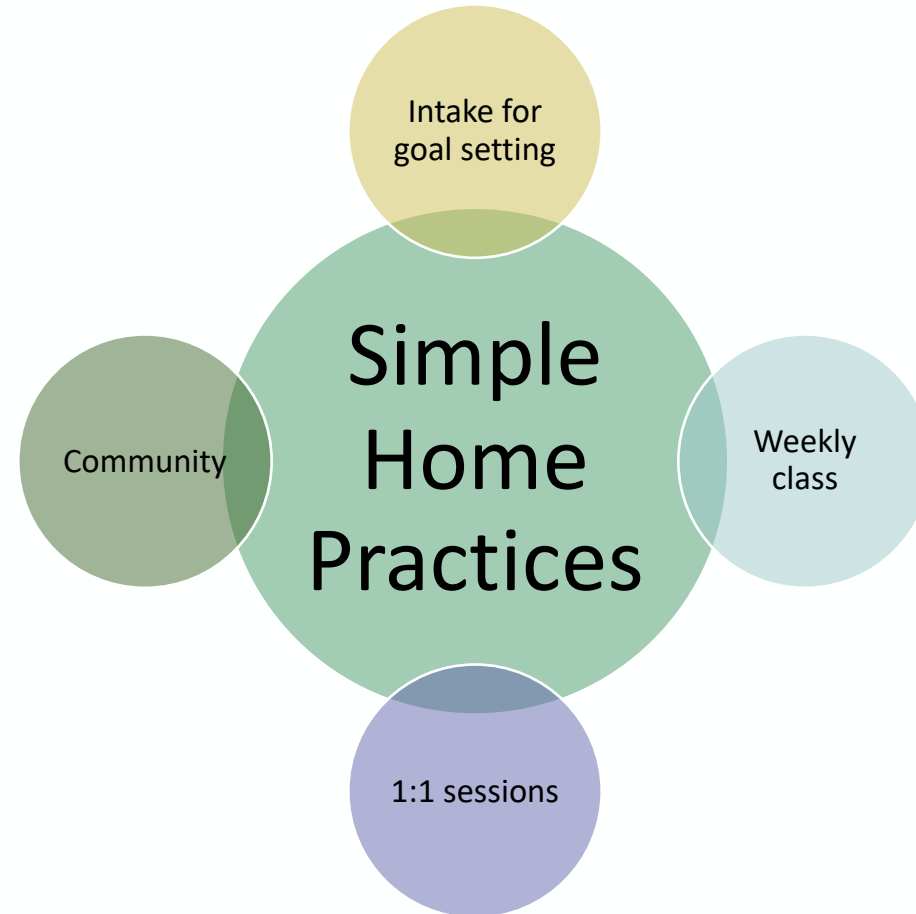 Intake for
goal setting
Simple
Home
Practices
Community
Weekly
class
1:1 sessions